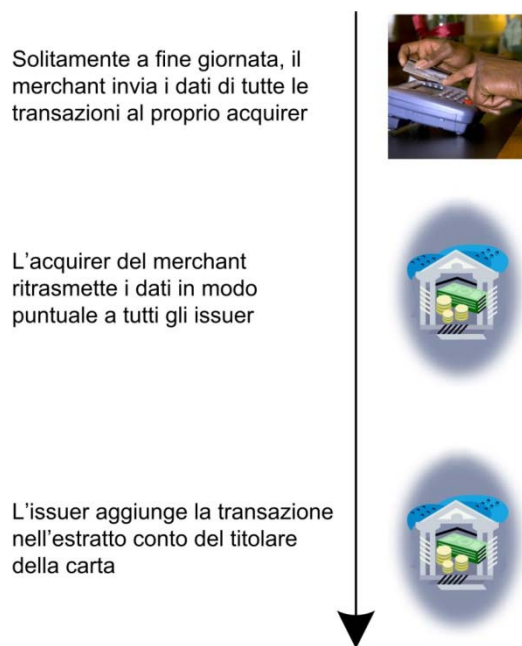 Solitamente a fine giornata, il
merchant invia i dati di tutte le
transazioni al proprio acquirer
L'acquirer del merchant
ritrasmette i dati in modo
puntuale a tutti gli issuer
L'issuer aggiunge la transazione
nell'estratto conto del titolare
della carta